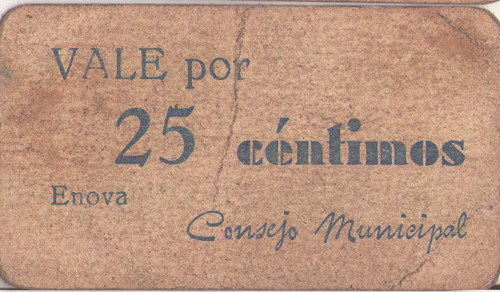 VALE por
25 céntimos
Enova
Consejo Municipal